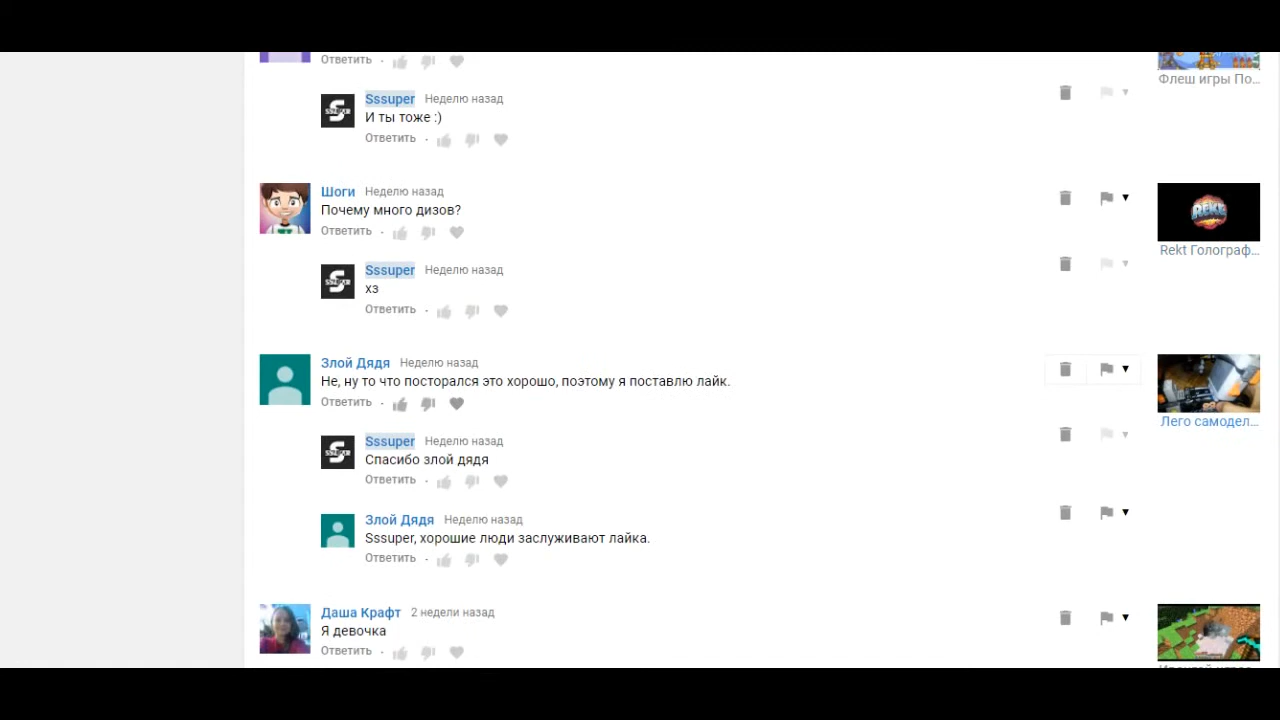 Ответить
Флеш игры По...
Sssuper Неделю назад
И ты тоже :)
Ответить
Шоги Неделю назад
Почему много дизов?
Ответить
REKT
Rekt Голограф...
Sssuper Неделю назад
хз
Ответить
Злой Дядя Неделю назад
Не, ну то что посторался это хорошо, поэтому я поставлю лайк.
Ответить
Лего самодел...
Sssuper Неделю назад
Спасибо злой дядя
Ответить
Злой Дядя Неделю назад
Sssuper, хорошие люди заслуживают лайка.
Ответить
Даша Крафт 2 недели назад
Я девочка
Ответить